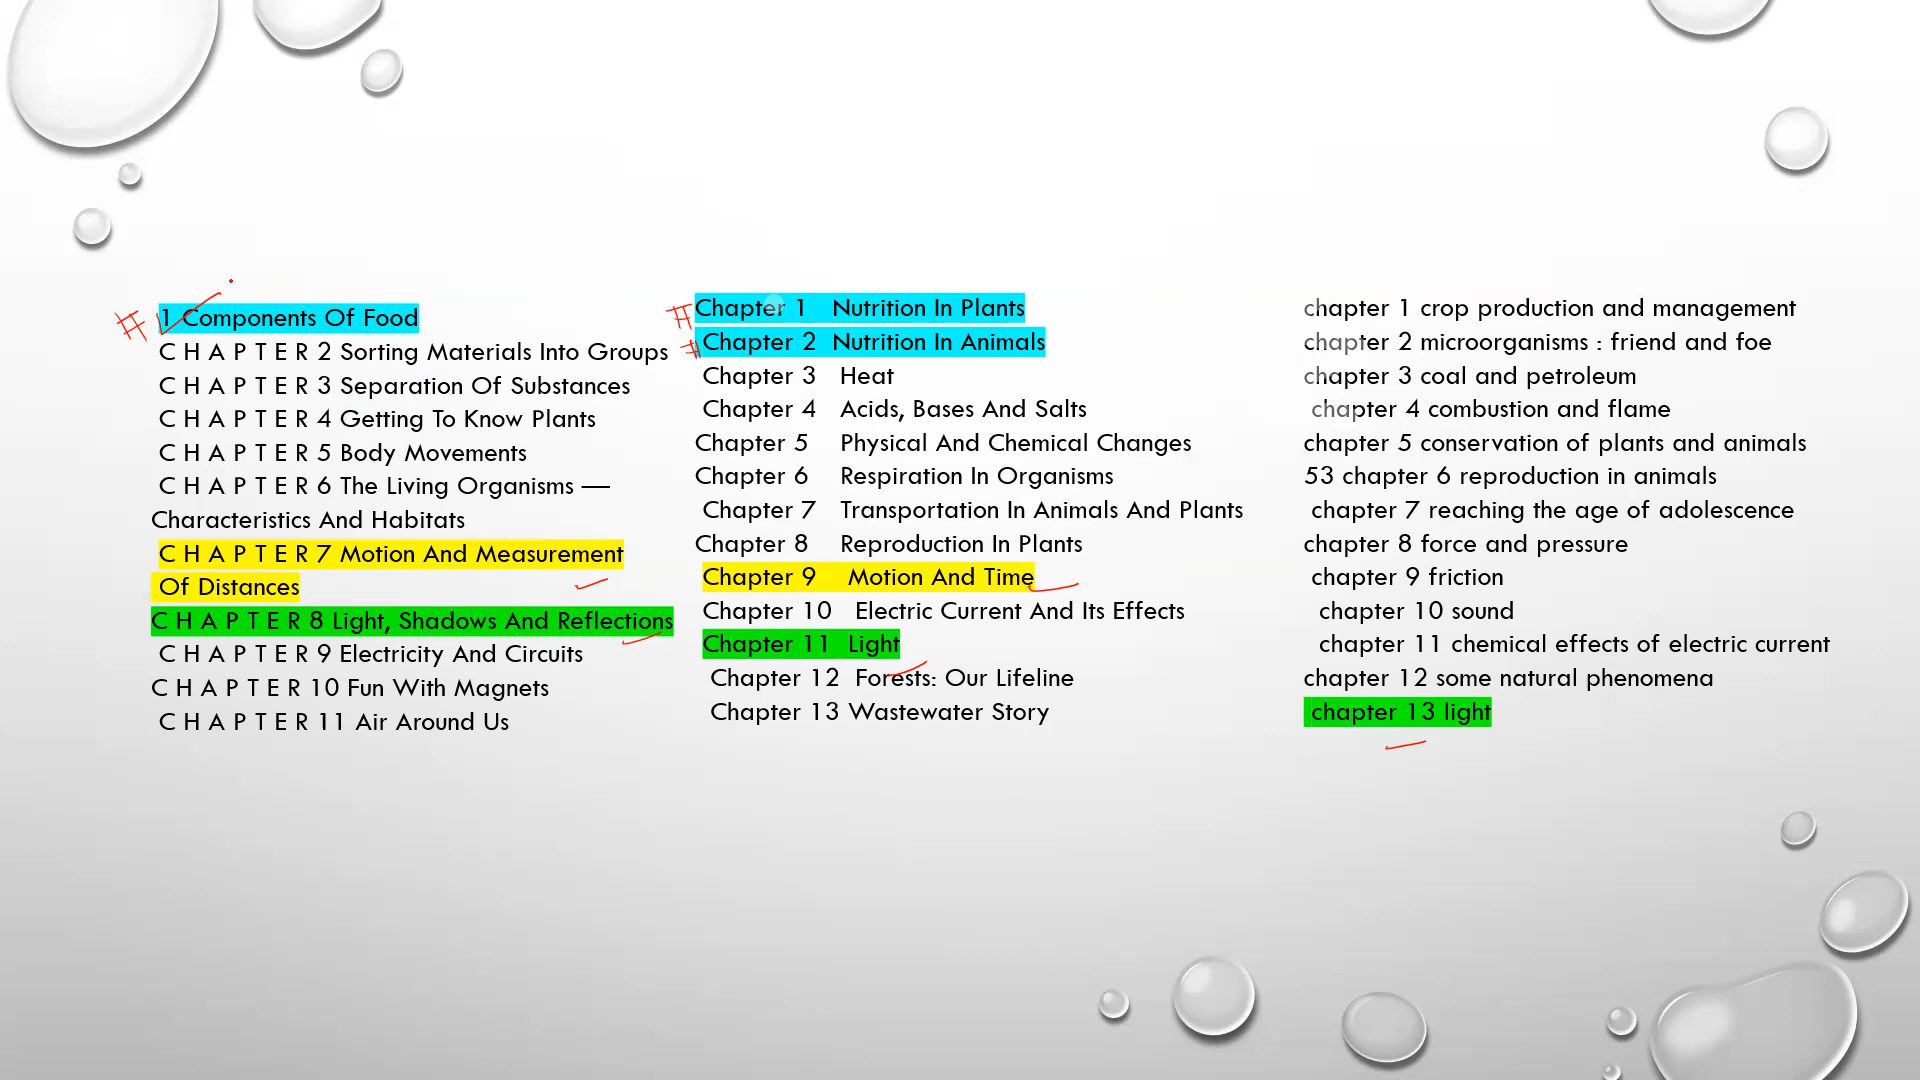 1 Components Of Food
C H A P T E R 2 Sorting Materials Into Groups
C H A P T E R 3 Separation Of Substances
C H A P T E R 4 Getting To Know Plants
C H A P T E R 5 Body Movements
C H A P T E R 6 The Living Organisms —
Characteristics And Habitats
C H A P T E R 7 Motion And Measurement
Of Distances
C H A P T E R 8 Light, Shadows And Reflections
C H A P T E R 9 Electricity And Circuits
C H A P T E R 10 Fun With Magnets
C H A P T E R 11 Air Around Us
Chapter 1 Nutrition In Plants
Chapter 2 Nutrition In Animals
Chapter 3 Heat
Chapter 4 Acids, Bases And Salts
Chapter 5 Physical And Chemical Changes
Chapter 6 Respiration In Organisms
Chapter 7 Transportation In Animals And Plants
Chapter 8 Reproduction In Plants
Chapter 9 Motion And Time
Chapter 10 Electric Current And Its Effects
Chapter 11 Light
Chapter 12 Forests: Our Lifeline
Chapter 13 Wastewater Story
chapter 1 crop production and management
chapter 2 microorganisms : friend and foe
chapter 3 coal and petroleum
chapter 4 combustion and flame
chapter 5 conservation of plants and animals
53 chapter 6 reproduction in animals
chapter 7 reaching the age of adolescence
chapter 8 force and pressure
chapter 9 friction
chapter 10 sound
chapter 11 chemical effects of electric current
chapter 12 some natural phenomena
chapter 13 light